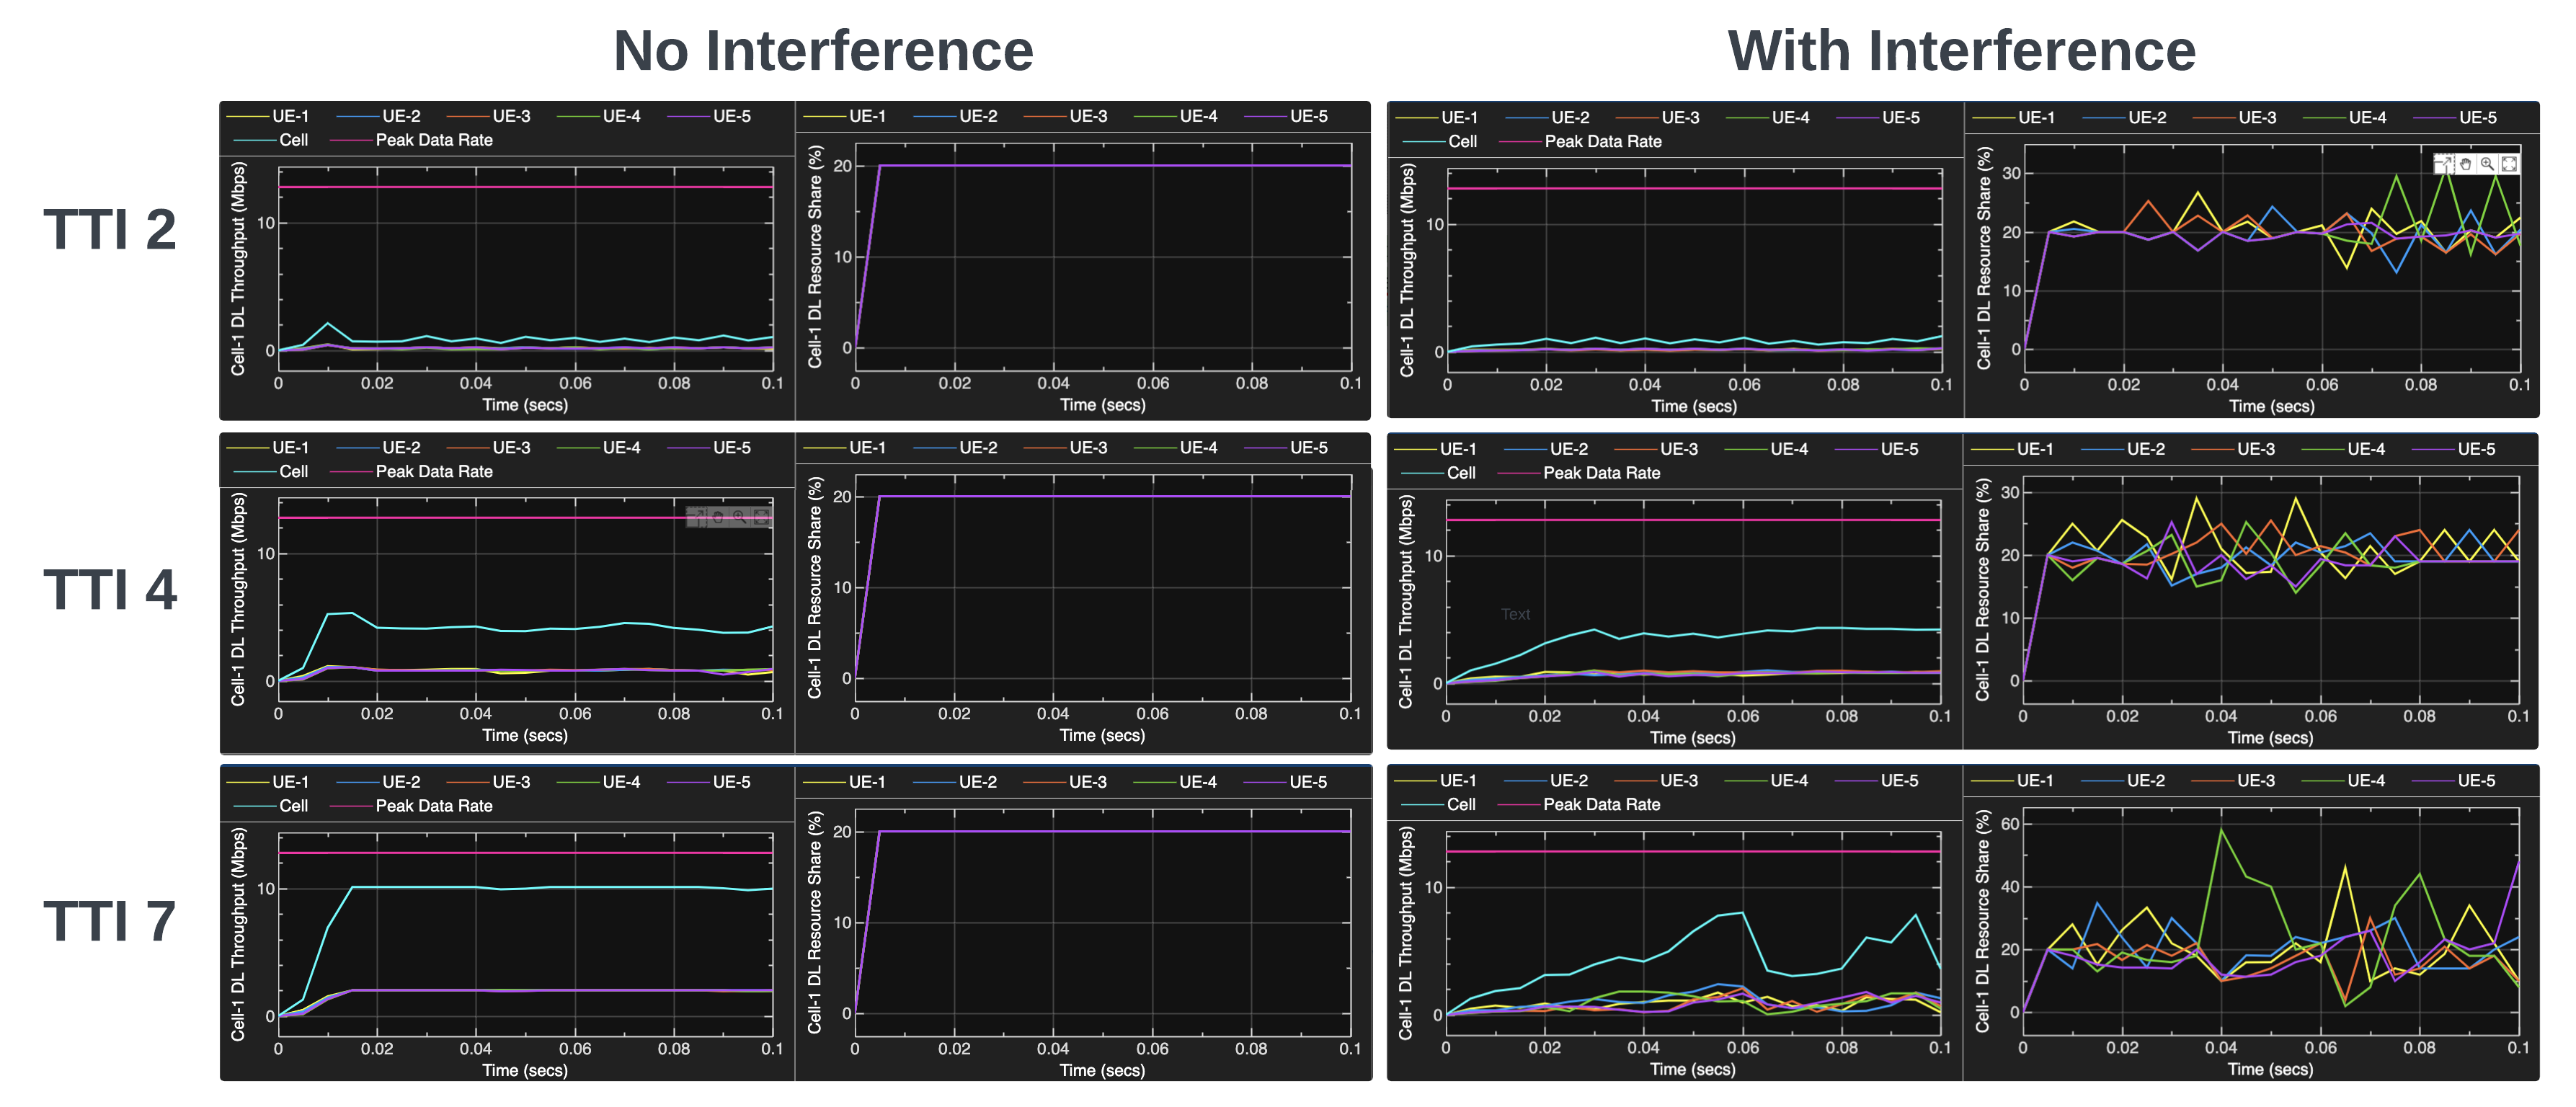 No Interference
With Interference
TTI 2
UE-1 UE-2 UE-3 UE-4 UE-5
Cell Peak Data Rate
Cell-1 DL Throughput (Mbps)
10
0
0 0.02 0.04 0.06 0.08 0.1
Time (secs)
UE-1 UE-2 UE-3 UE-4 UE-5
Cell-1 DL Resource Share (%)
20
10
0
0 0.02 0.04 0.06 0.08 0.1
Time (secs)
UE-1 UE-2 UE-3 UE-4 UE-5
Cell Peak Data Rate
Cell-1 DL Throughput (Mbps)
10
0
0 0.02 0.04 0.06 0.08 0.1
Time (secs)
UE-1 UE-2 UE-3 UE-4 UE-5
Cell-1 DL Resource Share (%)
30
20
10
0
0 0.02 0.04 0.06 0.08 0.1
Time (secs)
TTI 4
UE-1 UE-2 UE-3 UE-4 UE-5
Cell Peak Data Rate
Cell-1 DL Throughput (Mbps)
10
0
0 0.02 0.04 0.06 0.08 0.1
Time (secs)
UE-1 UE-2 UE-3 UE-4 UE-5
Cell-1 DL Resource Share (%)
20
10
0
0 0.02 0.04 0.06 0.08 0.1
Time (secs)
UE-1 UE-2 UE-3 UE-4 UE-5
Cell Peak Data Rate
Cell-1 DL Throughput (Mbps)
10
Text
0
0 0.02 0.04 0.06 0.08 0.1
Time (secs)
UE-1 UE-2 UE-3 UE-4 UE-5
Cell-1 DL Resource Share (%)
30
20
10
0
0 0.02 0.04 0.06 0.08 0.1
Time (secs)
TTI 7
UE-1 UE-2 UE-3 UE-4 UE-5
Cell Peak Data Rate
Cell-1 DL Throughput (Mbps)
10
0
0 0.02 0.04 0.06 0.08 0.1
Time (secs)
UE-1 UE-2 UE-3 UE-4 UE-5
Cell-1 DL Resource Share (%)
20
10
0
0 0.02 0.04 0.06 0.08 0.1
Time (secs)
UE-1 UE-2 UE-3 UE-4 UE-5
Cell Peak Data Rate
Cell-1 DL Throughput (Mbps)
10
0
0 0.02 0.04 0.06 0.08 0.1
Time (secs)
UE-1 UE-2 UE-3 UE-4 UE-5
Cell-1 DL Resource Share (%)
60
40
20
0
0 0.02 0.04 0.06 0.08 0.1
Time (secs)